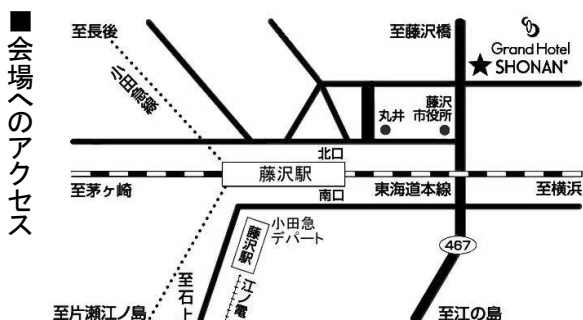 ■会場へのアクセス
至長後
至藤沢橋
Grand Hotel
SHONAN
小田急線
丸井
藤沢
市役所
北口
藤沢駅
至茅ヶ崎
南口
東海道本線
至横浜
小田急
デパート
藤沢駅
江ノ電
467
至石上
至片瀬江ノ島
至江の島